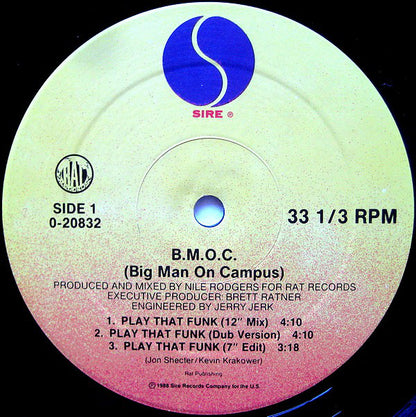 SIRE ®
RAL
SIDE 1
0-20832
33 1/3 RPM
B.M.O.C.
(Big Man On Campus)
PRODUCED AND MIXED BY NILE RODGERS FOR RAT RECORDS
EXECUTIVE PRODUCER: BRETT RATNER
ENGINEERED BY JERRY JERK
1. PLAY THAT FUNK (12" Mix) 4:10
2. PLAY THAT FUNK (Dub Version) 4:10
3. PLAY THAT FUNK (7" Edit) 3:18
(Jon Shecter/Kevin Krakower)
Rat Publishing
℗ 1988 Sire Records Company for the U.S.